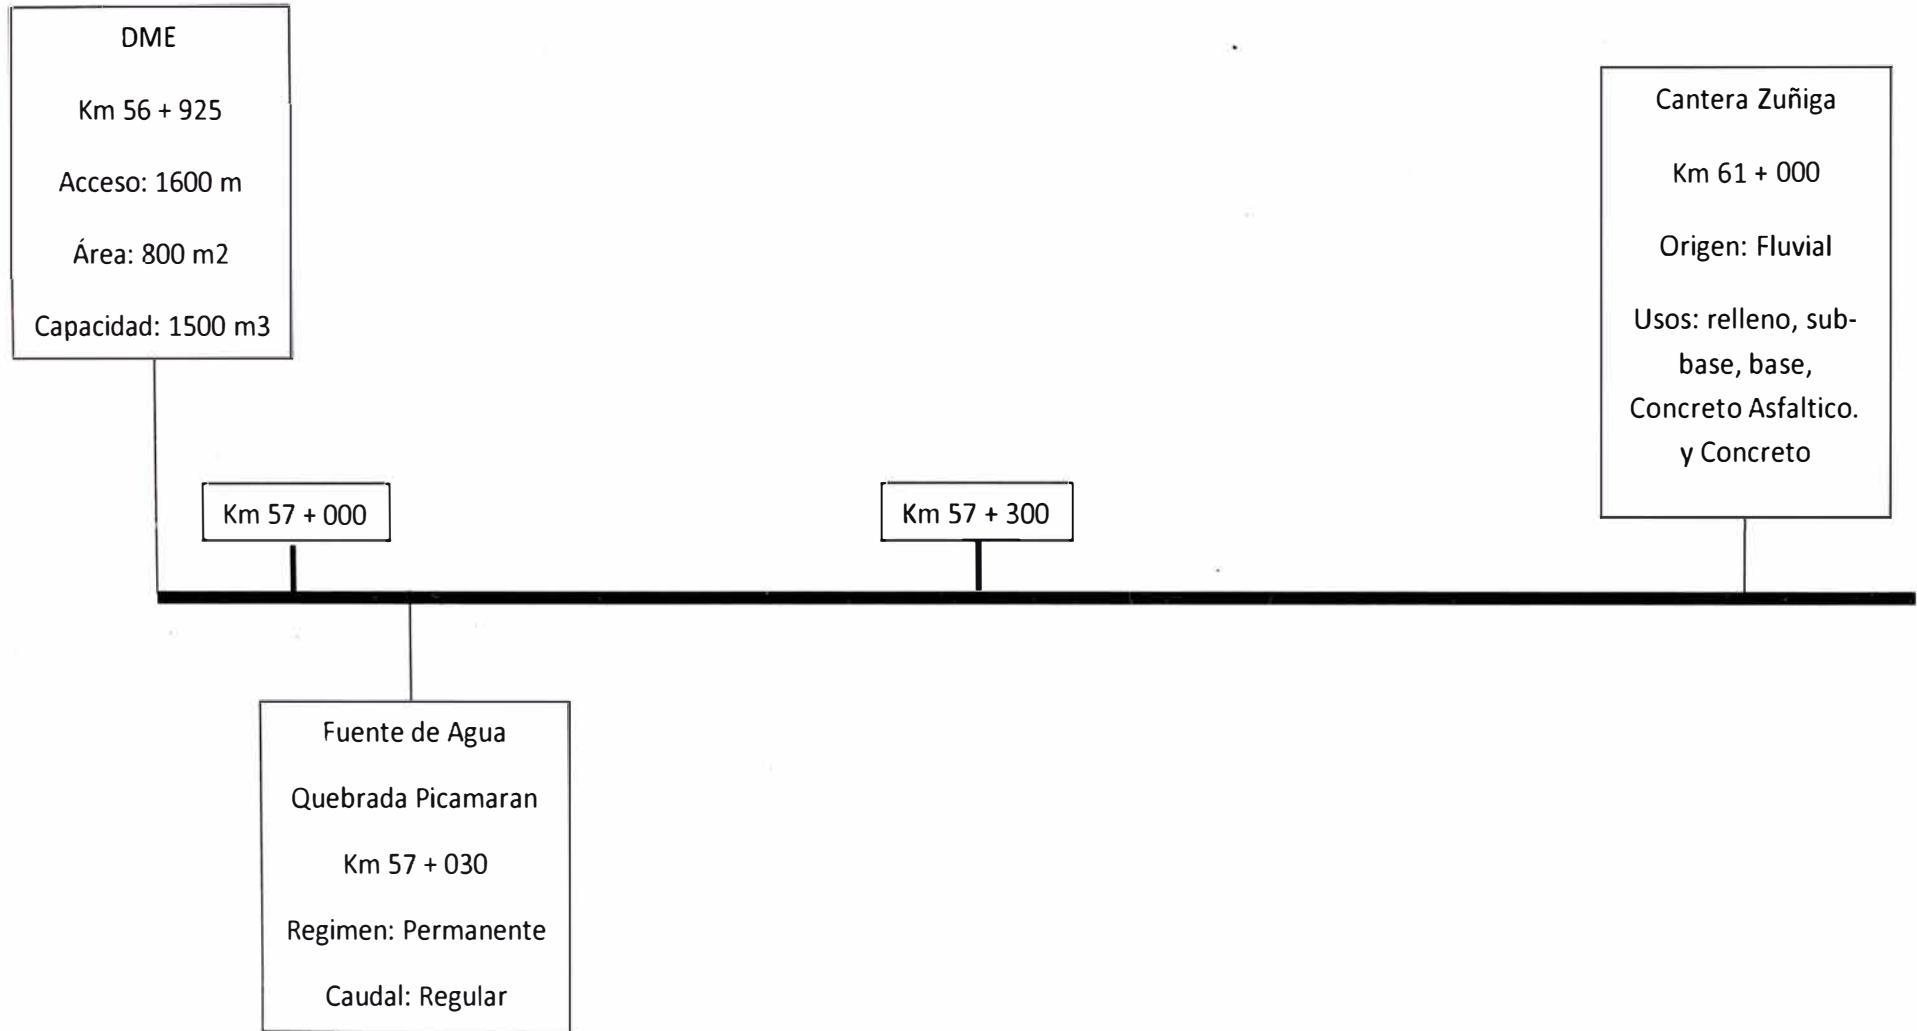 DME
Km 56 + 925
Acceso: 1600 m
Área: 800 m2
Capacidad: 1500 m3
Cantera Zuñiga
Km 61 + 000
Origen: Fluvial
Usos: relleno, sub-
base, base,
Concreto Asfaltico.
y Concreto
Km 57 + 000
Km 57 + 300
Fuente de Agua
Quebrada Picamaran
Km 57 + 030
Regimen: Permanente
Caudal: Regular